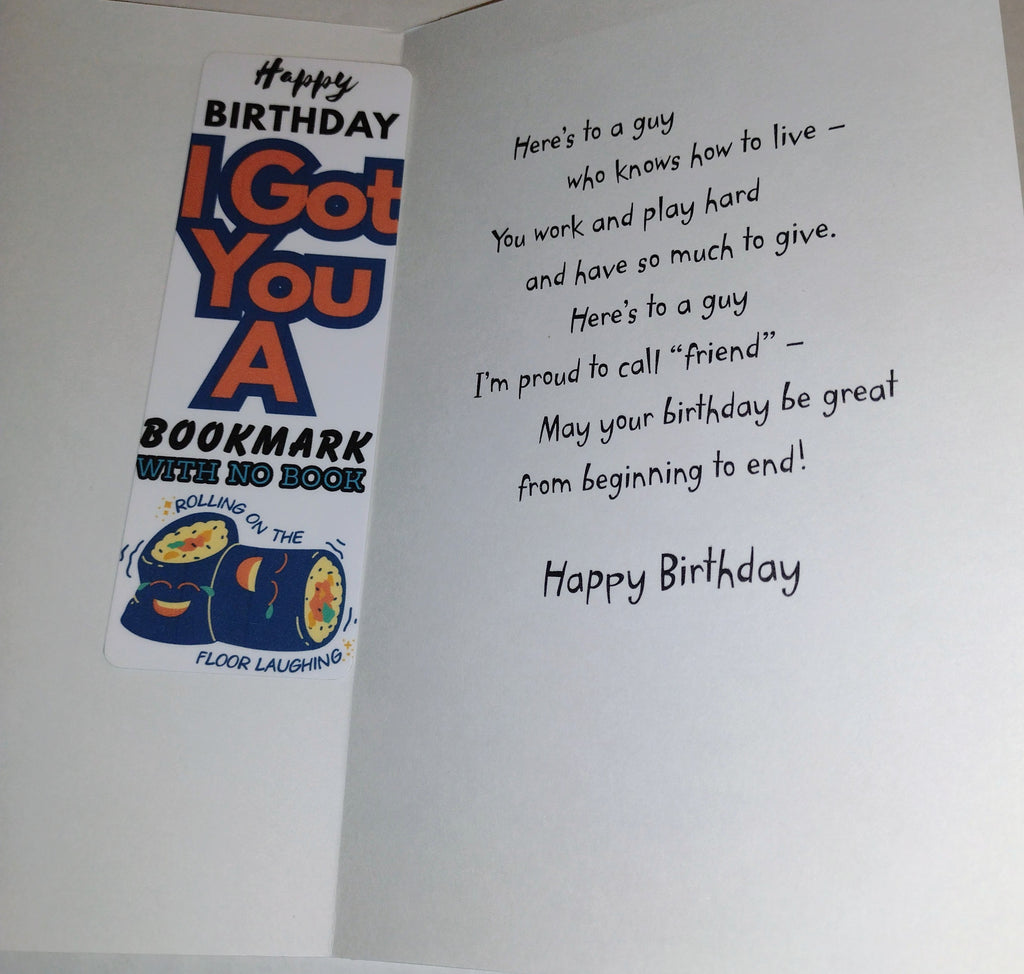 Happy
BIRTHDAY
I Got
You
A
BOOKMARK
WITH NO BOOK
ROLLING ON THE
FLOOR LAUGHING
Here's to a guy
who knows how to live –
You work and play hard
and have so much to give.
Here's to a guy
I'm proud to call “friend” –
May your birthday be great
from beginning to end!
Happy Birthday